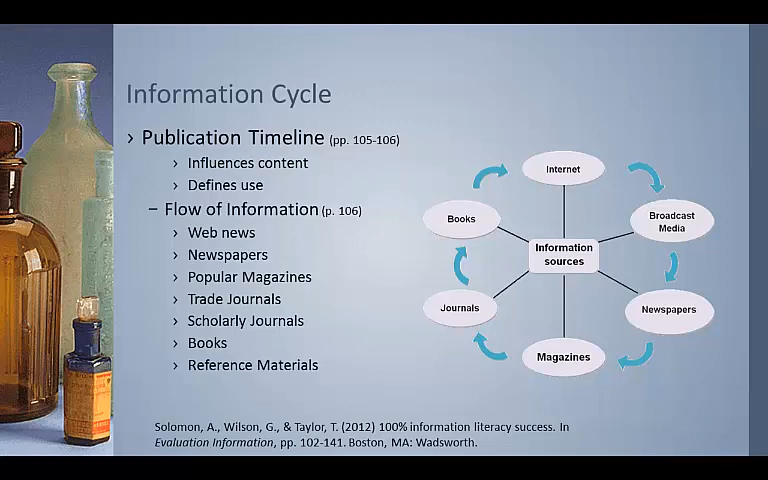 Information Cycle
› Publication Timeline (pp. 105-106)
› Influences content
› Defines use
– Flow of Information (p. 106)
› Web news
› Newspapers
› Popular Magazines
› Trade Journals
› Scholarly Journals
› Books
› Reference Materials
Internet
Broadcast
Media
Newspapers
Magazines
Journals
Books
Information
sources
Solomon, A., Wilson, G., & Taylor, T. (2012) 100% information literacy success. In
Evaluation Information, pp. 102-141. Boston, MA: Wadsworth.